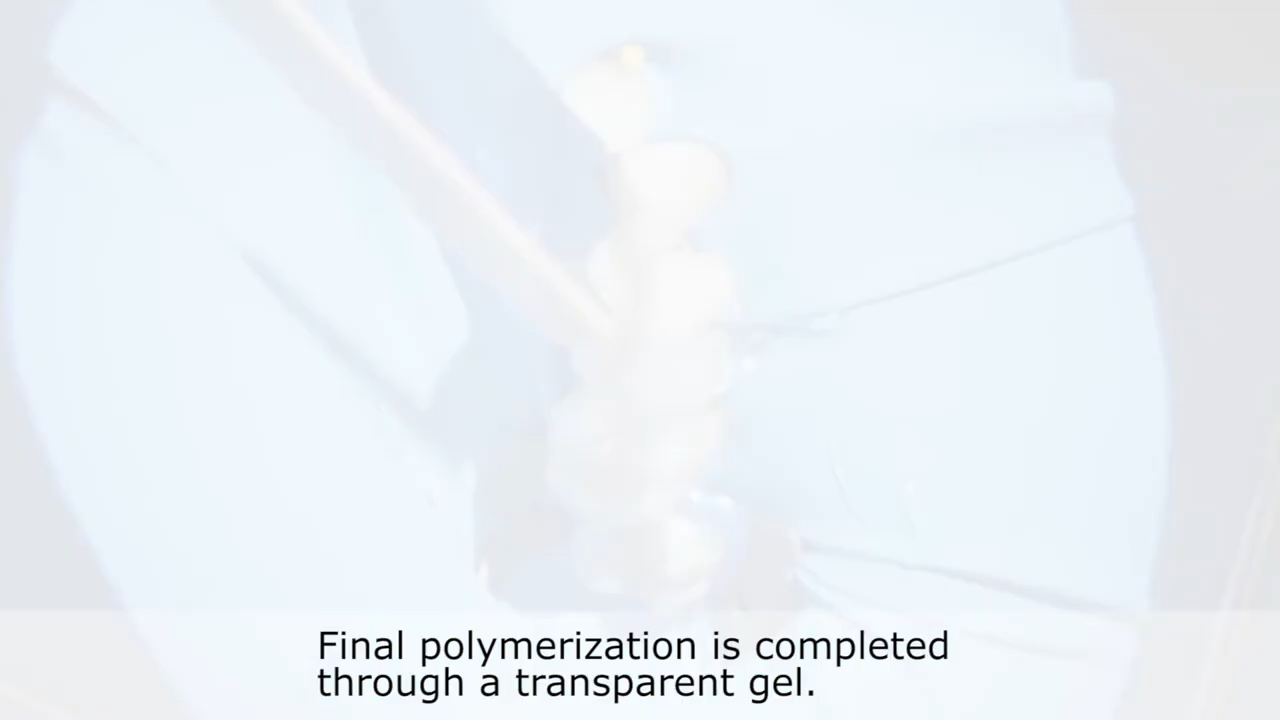 Final polymerization is completed
through a transparent gel.